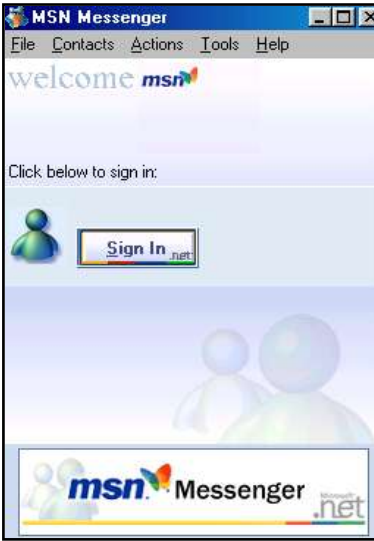 MSN Messenger
File Contacts Actions Tools Help
welcome msn
Click below to sign in:
Sign In .net
msn Messenger Microsoft .net